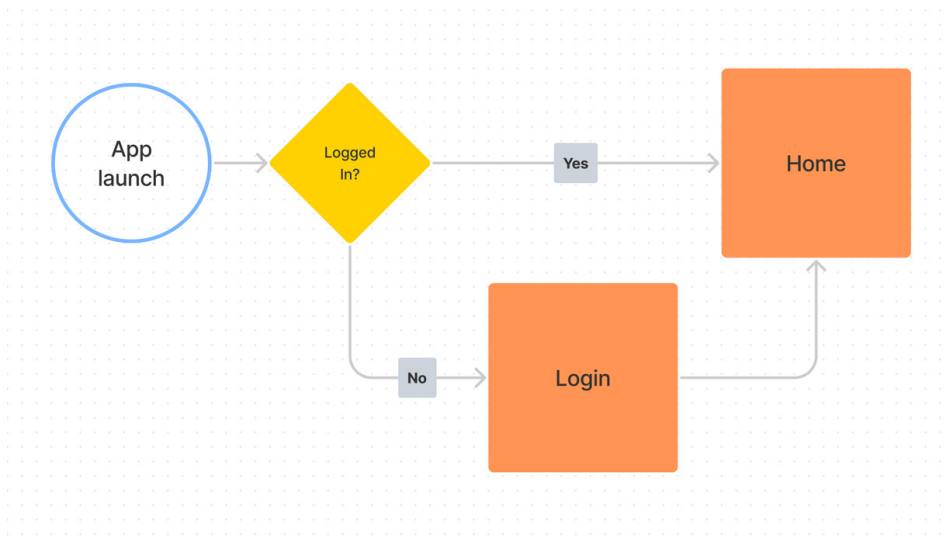 App
launch
Logged
In?
Yes
Home
No
Login